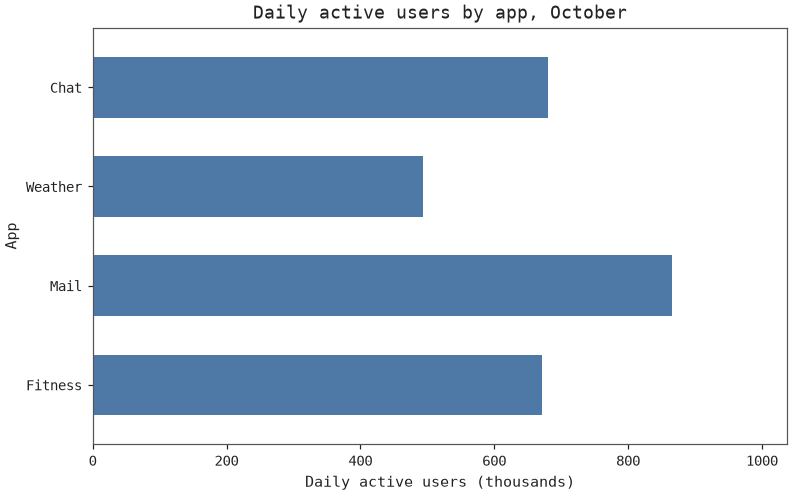 Daily active users by app, October
App
Chat
Weather
Mail
Fitness
0 200 400 600 800 1000
Daily active users (thousands)